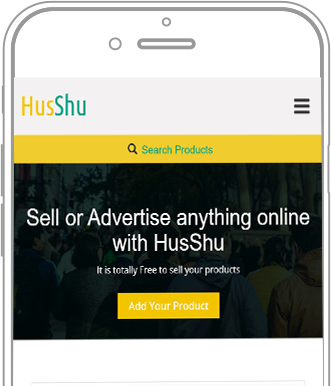 HusShu
Search Products
Sell or Advertise anything online
with HusShu
It is totally Free to sell your products
Add Your Product